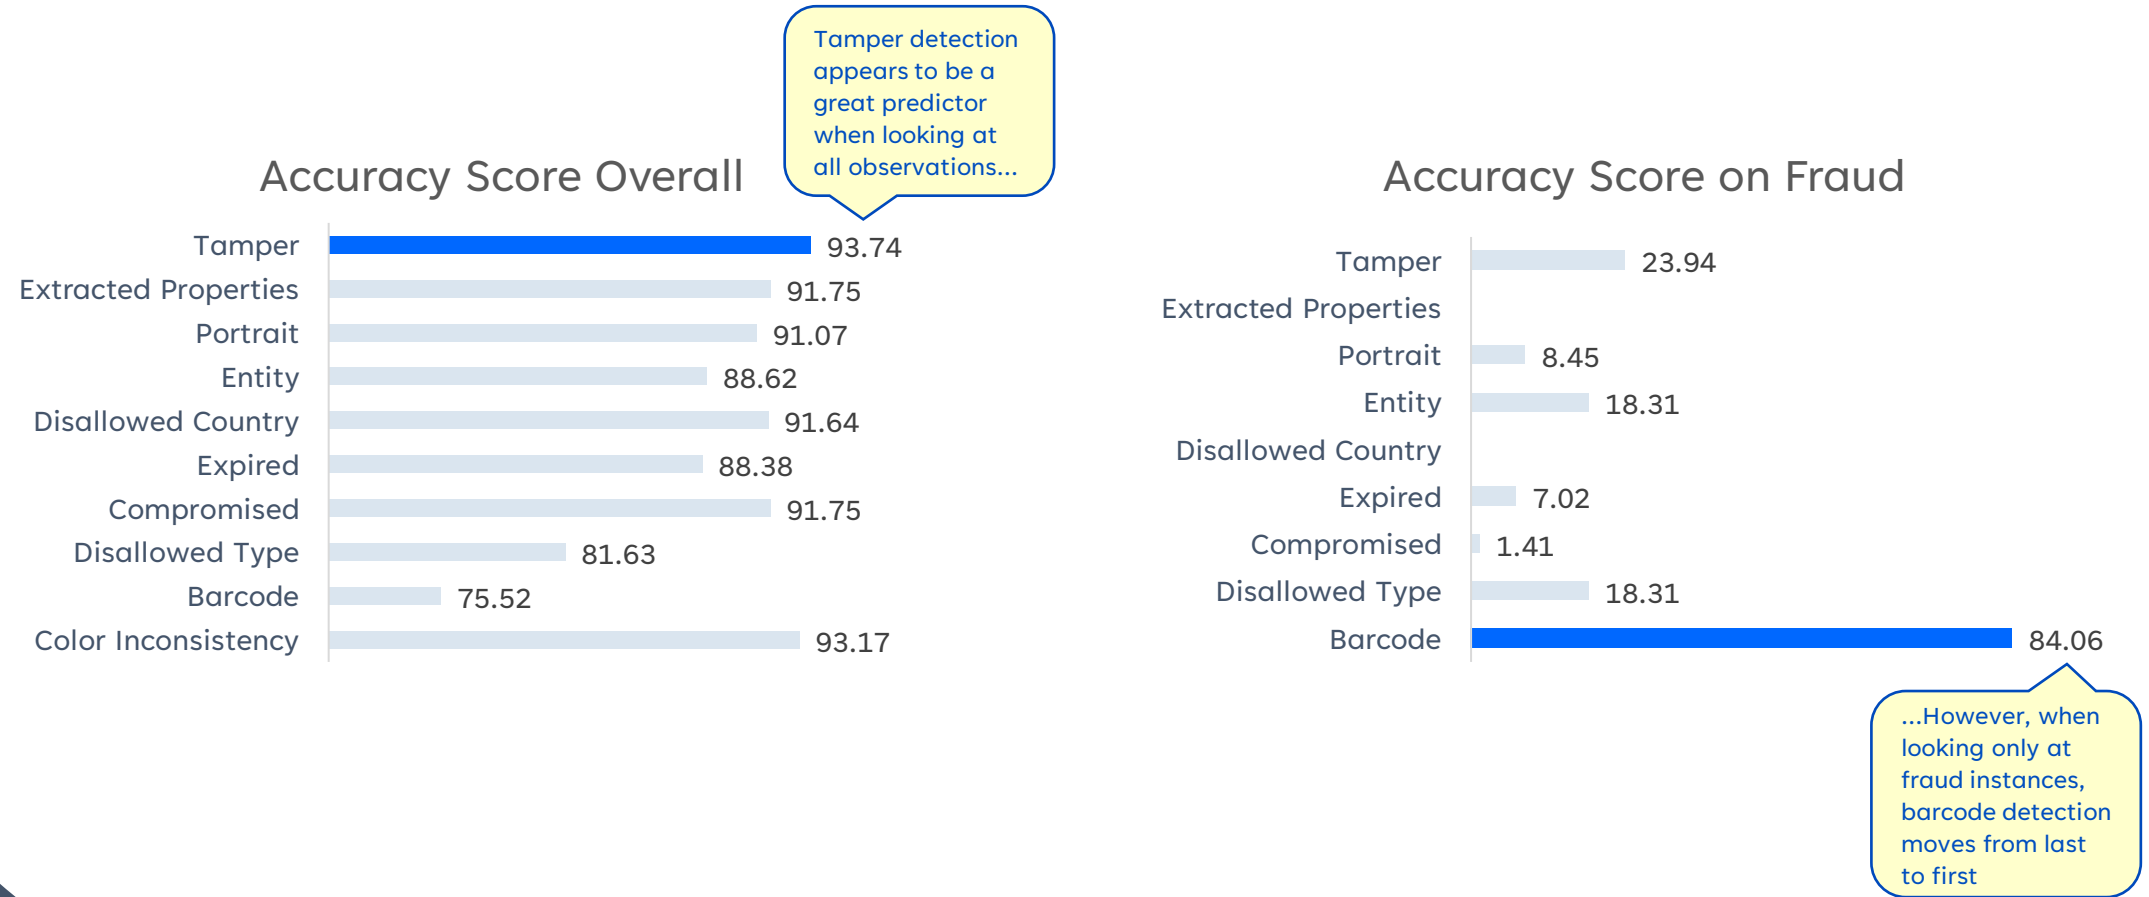 Tamper detection
appears to be a
great predictor
when looking at
all observations...
Accuracy Score Overall
Tamper 93.74
Extracted Properties 91.75
Portrait 91.07
Entity 88.62
Disallowed Country 91.64
Expired 88.38
Compromised 91.75
Disallowed Type 81.63
Barcode 75.52
Color Inconsistency 93.17
Accuracy Score on Fraud
Tamper 23.94
Extracted Properties
Portrait 8.45
Entity 18.31
Disallowed Country
Expired 7.02
Compromised 1.41
Disallowed Type 18.31
Barcode 84.06
...However, when
looking only at
fraud instances,
barcode detection
moves from last
to first